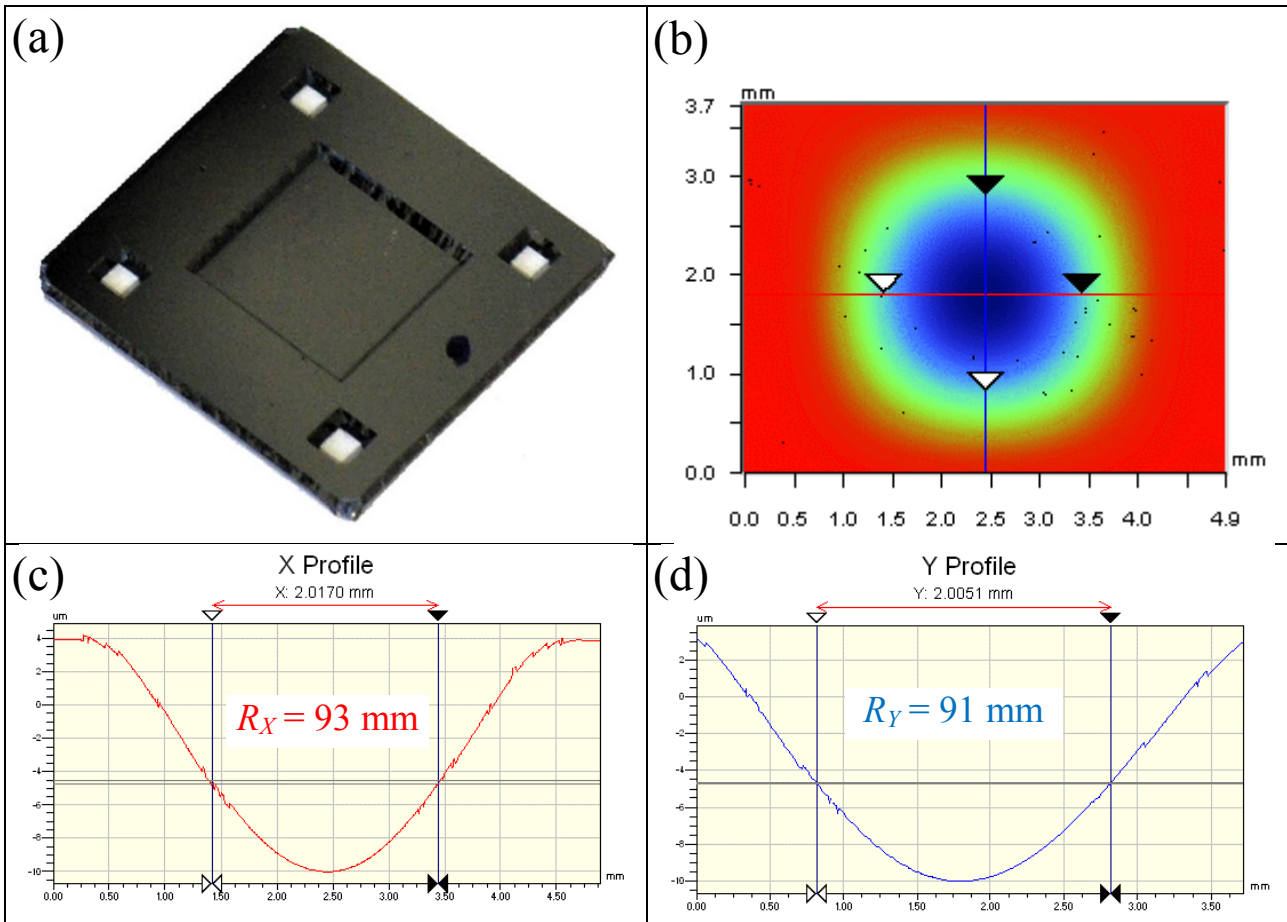 (a)
(b)
mm
3.7
3.0
2.0
1.0
0.0
mm
0.0 0.5 1.0 1.5 2.0 2.5 3.0 3.5 4.0 4.9
(c)
X Profile
X: 2.0170 mm
um
4
2
0
-2
-4
-6
-8
-10
R_X = 93 mm
0.00 0.50 1.00 1.50 2.00 2.50 3.00 3.50 4.00 4.50
mm
(d)
Y Profile
Y: 2.0051 mm
um
2
0
-2
-4
-6
-8
-10
R_Y = 91 mm
0.00 0.50 1.00 1.50 2.00 2.50 3.00 3.50
mm